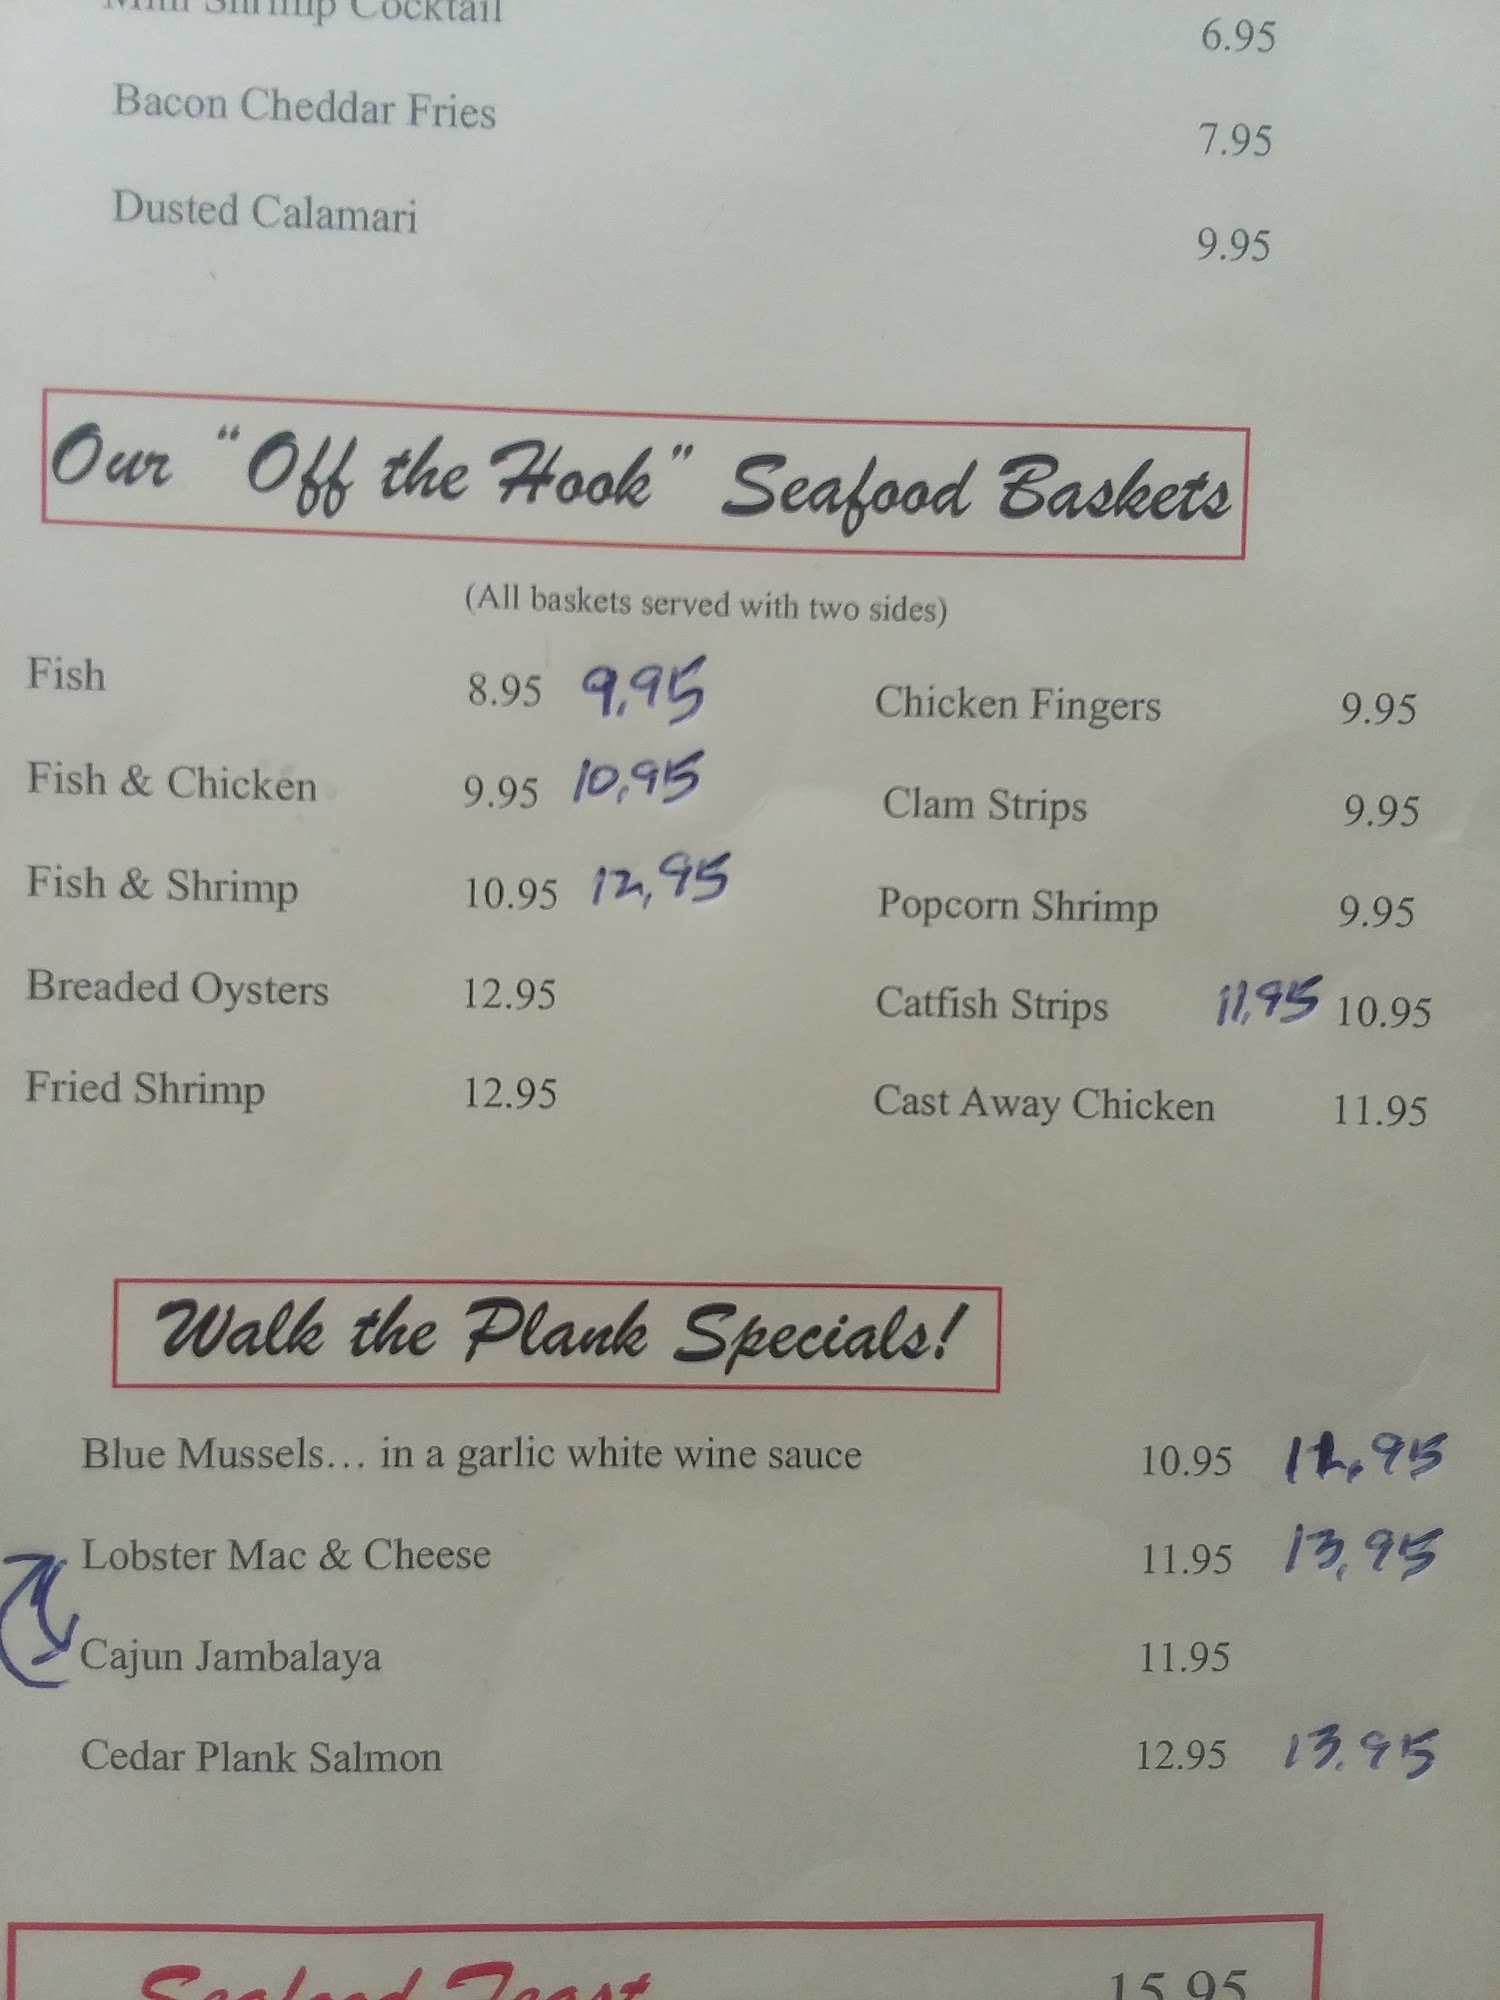 Mini Shrimp Cocktail 6.95
Bacon Cheddar Fries 7.95
Dusted Calamari 9.95
Our "Off the Hook" Seafood Baskets
(All baskets served with two sides)
Fish 8.95 9.95
Fish & Chicken 9.95 10.95
Fish & Shrimp 10.95 12.95
Breaded Oysters 12.95
Fried Shrimp 12.95
Chicken Fingers 9.95
Clam Strips 9.95
Popcorn Shrimp 9.95
Catfish Strips 11.95 10.95
Cast Away Chicken 11.95
Walk the Plank Specials!
Blue Mussels... in a garlic white wine sauce 10.95
Lobster Mac & Cheese 11.95 13.95
Cajun Jambalaya 11.95
Cedar Plank Salmon 12.95 13.95
Seafood Feast 15.95